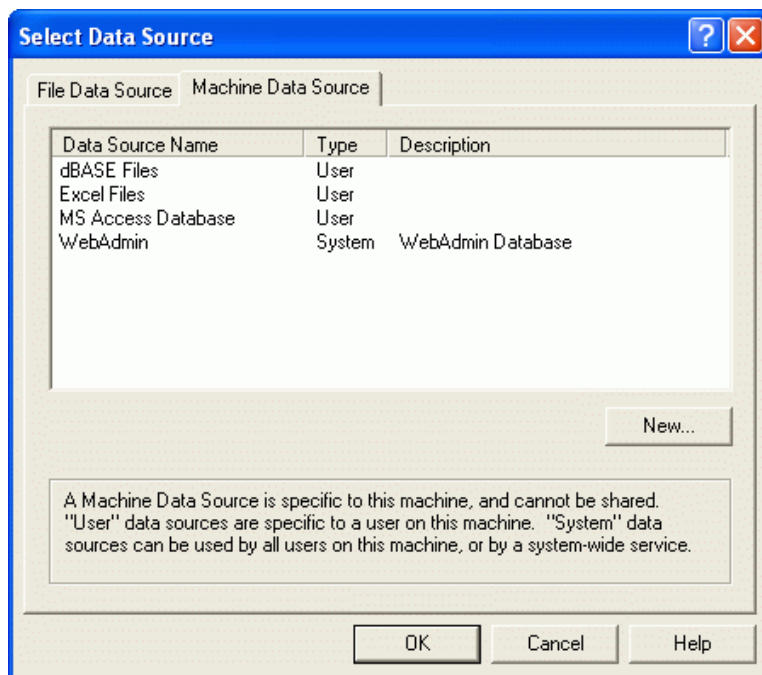 Select Data Source
File Data Source Machine Data Source
Data Source Name Type Description
dBASE Files User
Excel Files User
MS Access Database User
WebAdmin System WebAdmin Database
New...
A Machine Data Source is specific to this machine, and cannot be shared.
"User" data sources are specific to a user on this machine. "System" data
sources can be used by all users on this machine, or by a system-wide service.
OK Cancel Help